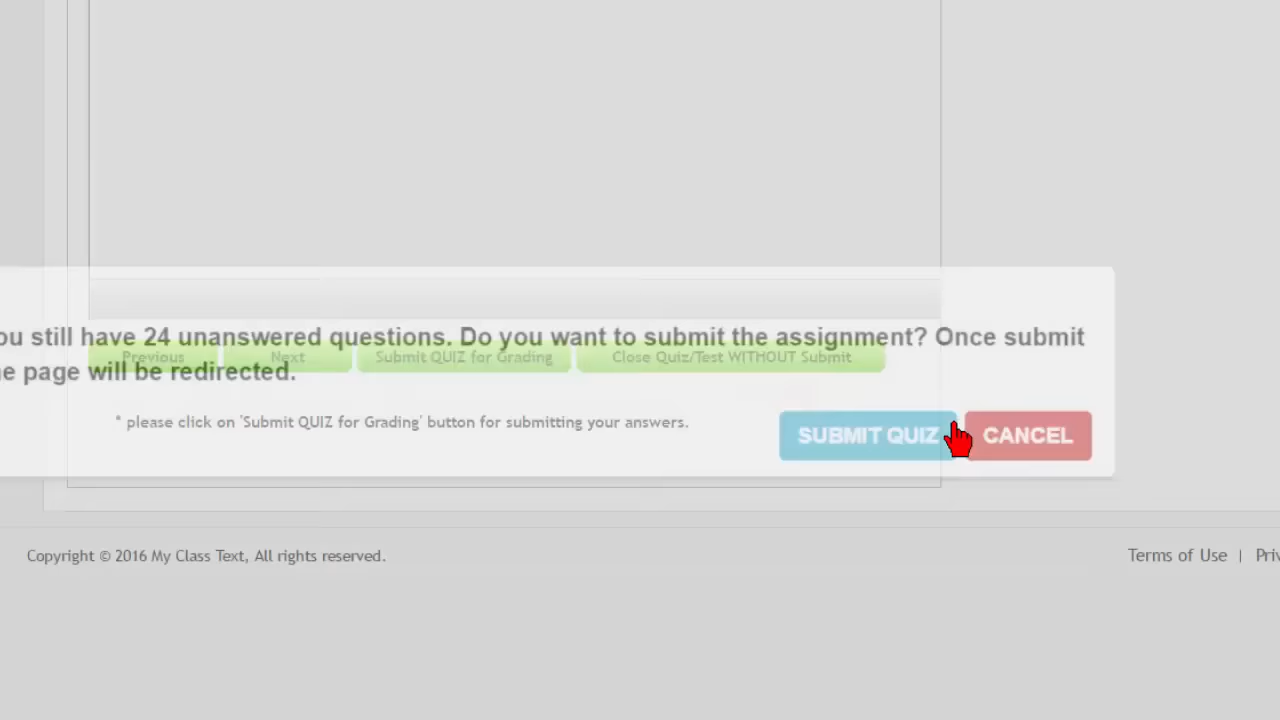 ou still have 24 unanswered questions. Do you want to submit the assignment? Once submit
e page will be redirected.
Previous Next Submit QUIZ for Grading Close Quiz/Test WITHOUT Submit
* please click on 'Submit QUIZ for Grading' button for submitting your answers.
SUBMIT QUIZ CANCEL
Copyright © 2016 My Class Text, All rights reserved.
Terms of Use | Priv